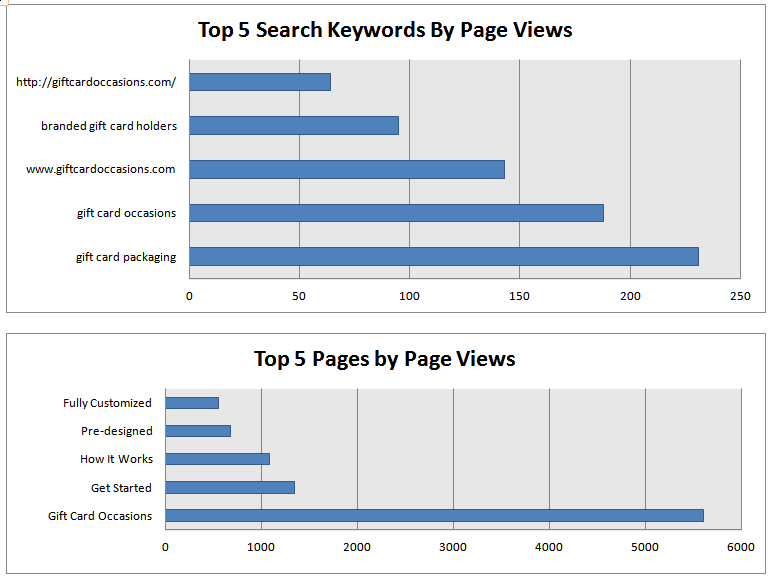 Top 5 Search Keywords By Page Views
http://giftcardoccasions.com/
branded gift card holders
www.giftcardoccasions.com
gift card occasions
gift card packaging
0 50 100 150 200 250
Top 5 Pages by Page Views
Fully Customized
Pre-designed
How It Works
Get Started
Gift Card Occasions
0 1000 2000 3000 4000 5000 6000